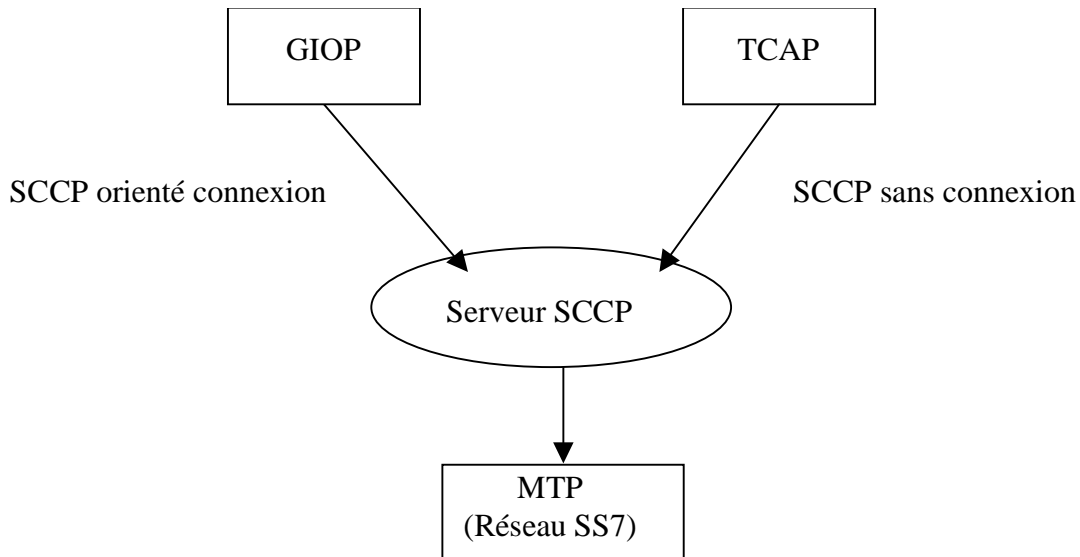 GIOP
TCAP
SCCP orienté connexion
SCCP sans connexion
Serveur SCCP
MTP
(Réseau SS7)